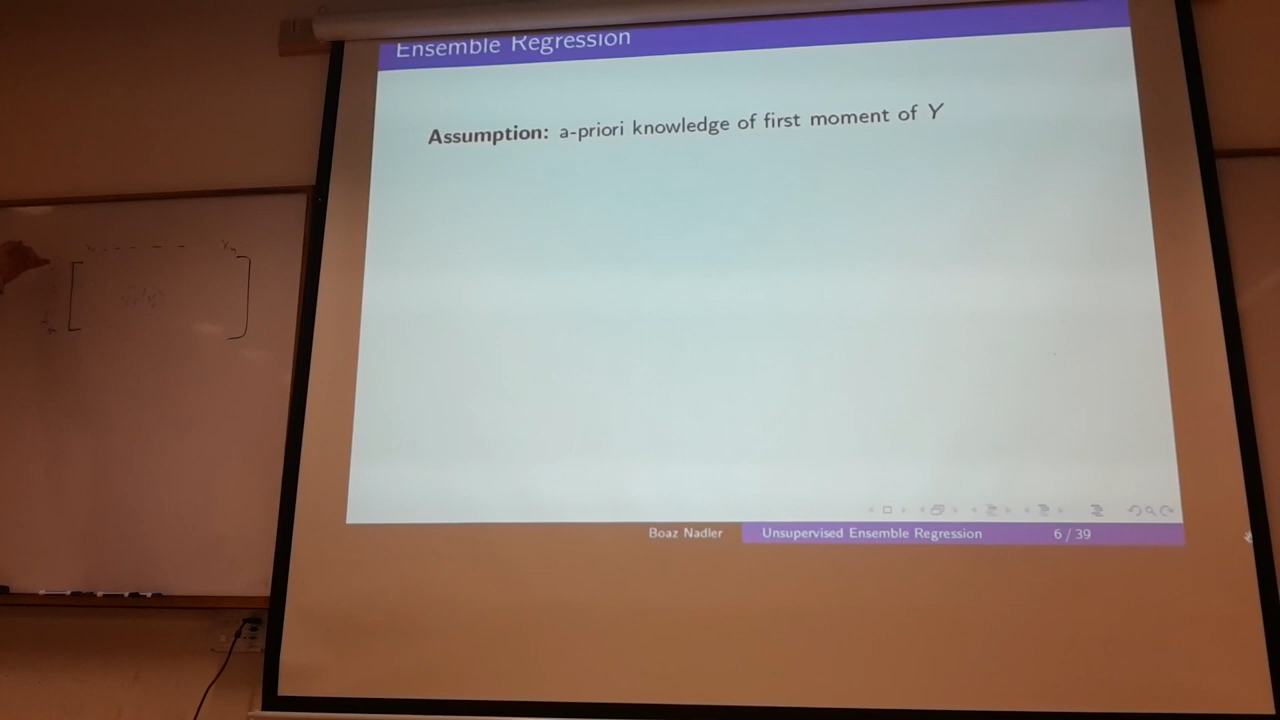 Ensemble Regression
Assumption: a-priori knowledge of first moment of Y
Boaz Nadler Unsupervised Ensemble Regression 6 / 39